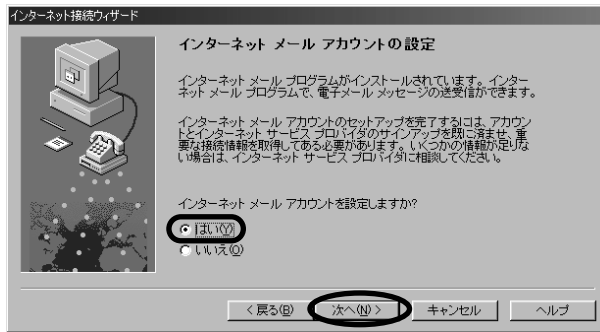 インターネット接続ウィザード
インターネット メール アカウントの設定
インターネット メール プログラムがインストールされています。インター
ネット メール プログラムで、電子メール メッセージの送受信ができます。
インターネット メール アカウントのセットアップを完了するには、アカウン
トとインターネット サービス プロバイダのサインアップを既に済ませ、重
要な接続情報を取得してある必要があります。いくつかの情報が足りな
い場合は、インターネット サービス プロバイダに相談してください。
インターネット メール アカウントを設定しますか?
はい(Y)
いいえ(O)
< 戻る(B)
次へ(N) >
キャンセル
ヘルプ